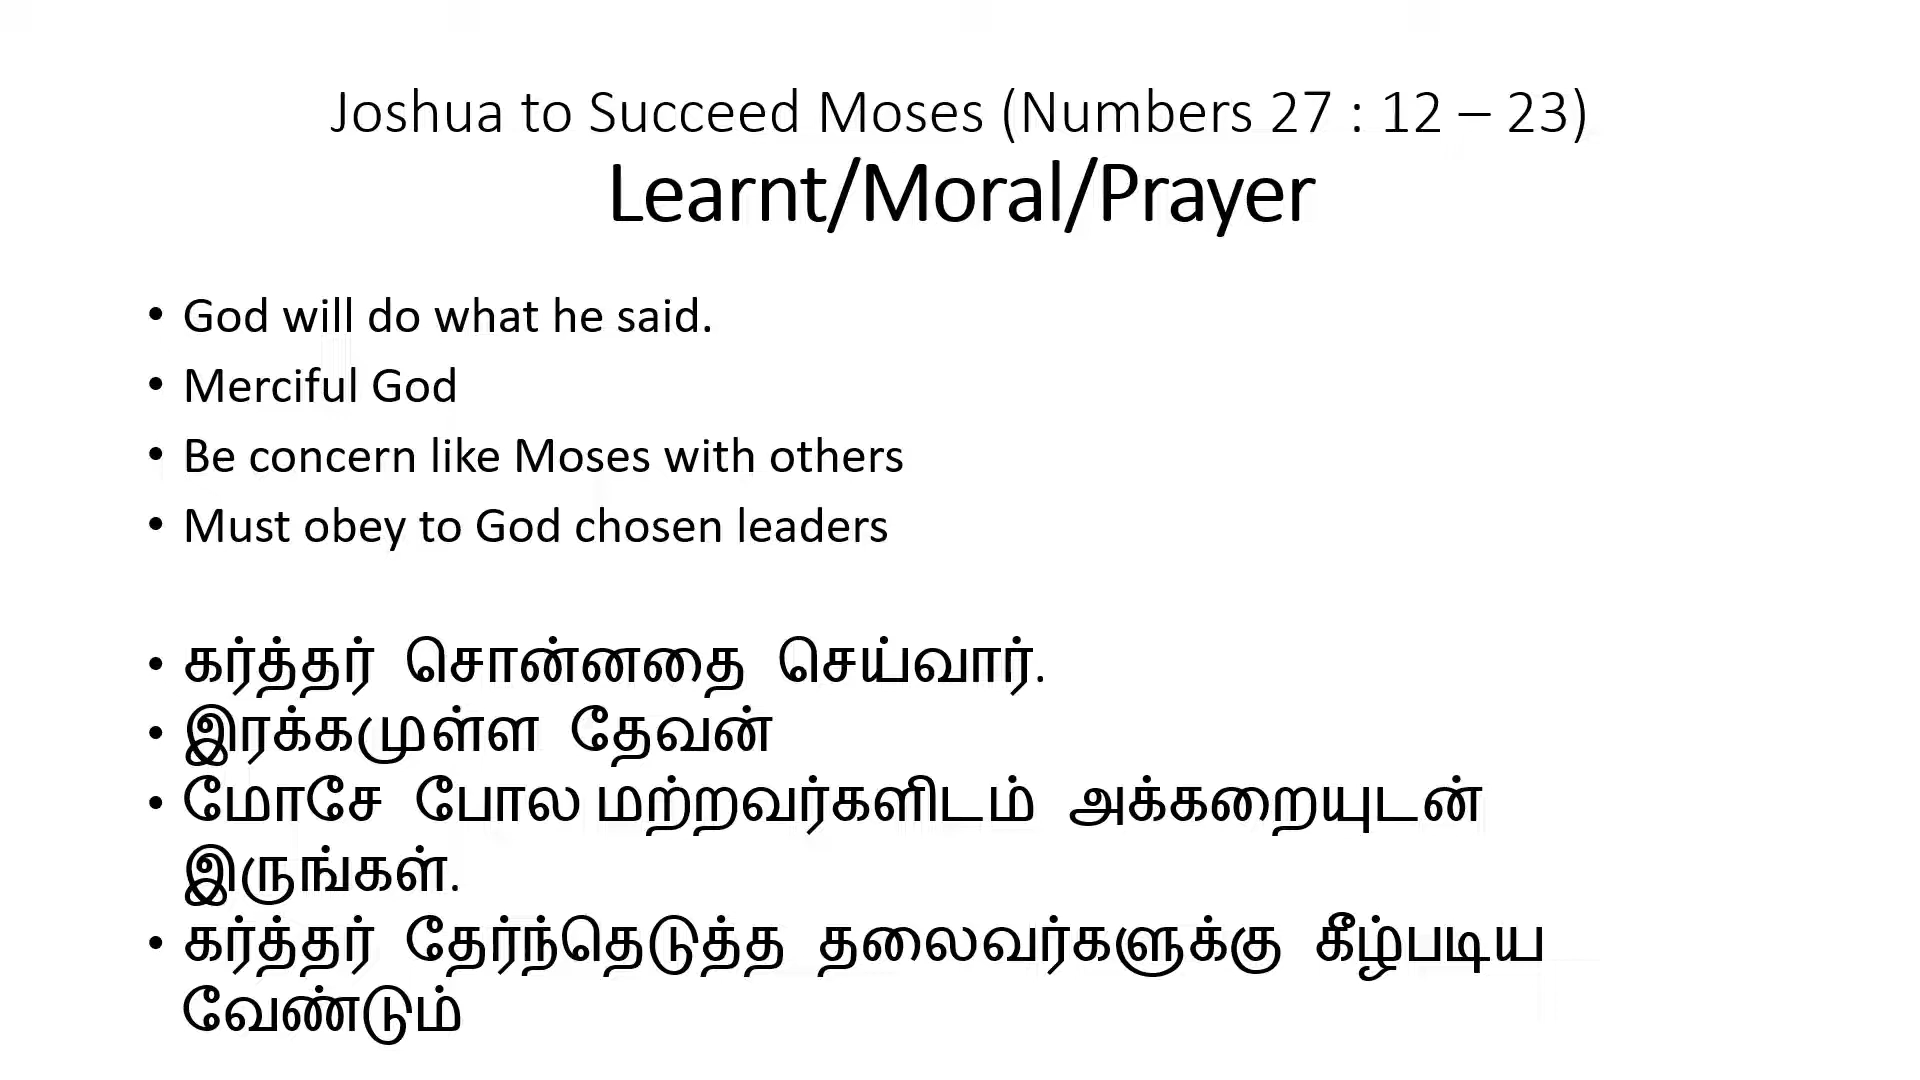 Joshua to Succeed Moses (Numbers 27 : 12 – 23)
Learnt/Moral/Prayer
• God will do what he said.
• Merciful God
• Be concern like Moses with others
• Must obey to God chosen leaders
• கர்த்தர் சொன்னதை செய்வார்.
• இரக்கமுள்ள தேவன்
• மோசே போல மற்றவர்களிடம் அக்கறையுடன்
இருங்கள்.
• கர்த்தர் தேர்ந்தெடுத்த தலைவர்களுக்கு கீழ்படிய
வேண்டும்